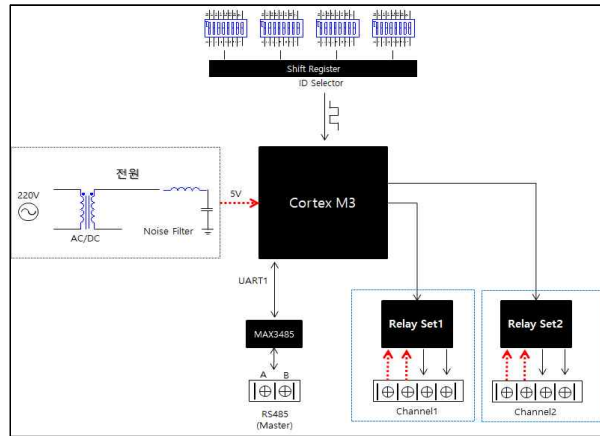 Shift Register
ID Selector
전원
220V
AC/DC
Noise Filter
5V
Cortex M3
UART1
MAX3485
A B
RS485
(Master)
Relay Set1
Relay Set2
Channel1
Channel2